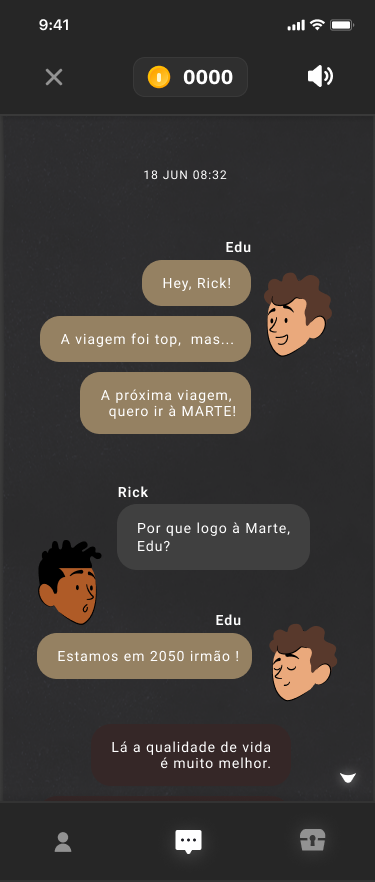 9:41
0000
18 JUN 08:32
Edu
Hey, Rick!
A viagem foi top, mas...
A próxima viagem,
quero ir à MARTE!
Rick
Por que logo à Marte,
Edu?
Edu
Estamos em 2050 irmão !
Lá a qualidade de vida
é muito melhor.